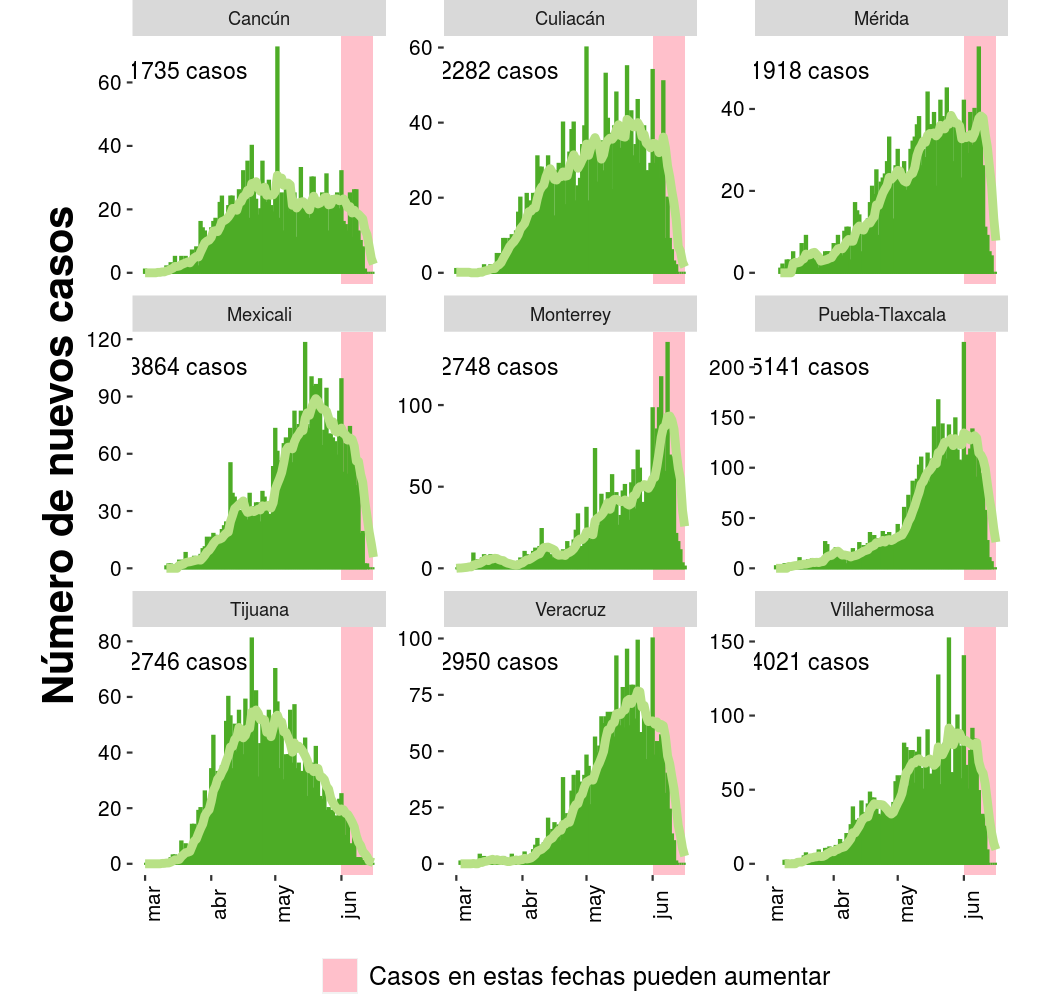 Cancún
Culiacán
Mérida
1735 casos
2282 casos
1918 casos
60
40
20
0
60
40
20
0
40
20
0
Mexicali
Monterrey
Puebla-Tlaxcala
3864 casos
2748 casos
5141 casos
120
90
60
30
0
100
50
0
200
150
100
50
0
Tijuana
Veracruz
Villahermosa
2746 casos
2950 casos
4021 casos
80
60
40
20
0
100
75
50
25
0
150
100
50
0
mar
abr
may
jun
mar
abr
may
jun
mar
abr
may
jun
Número de nuevos casos
Casos en estas fechas pueden aumentar